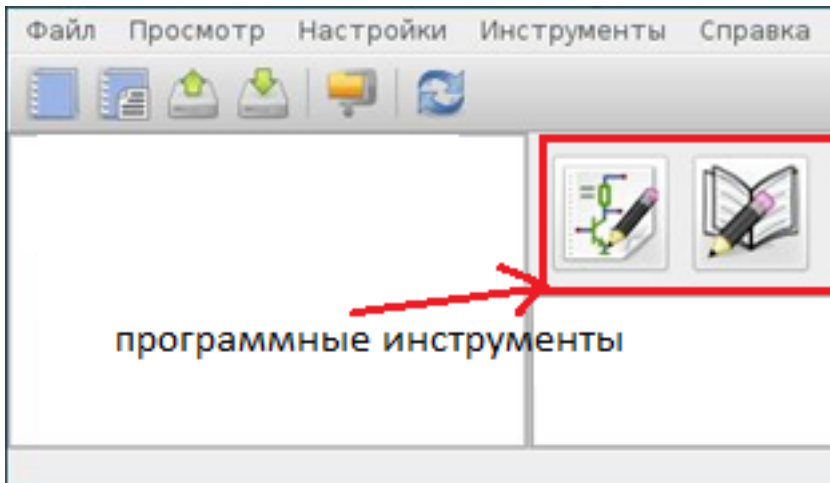 Файл Просмотр Настройки Инструменты Справка
программные инструменты